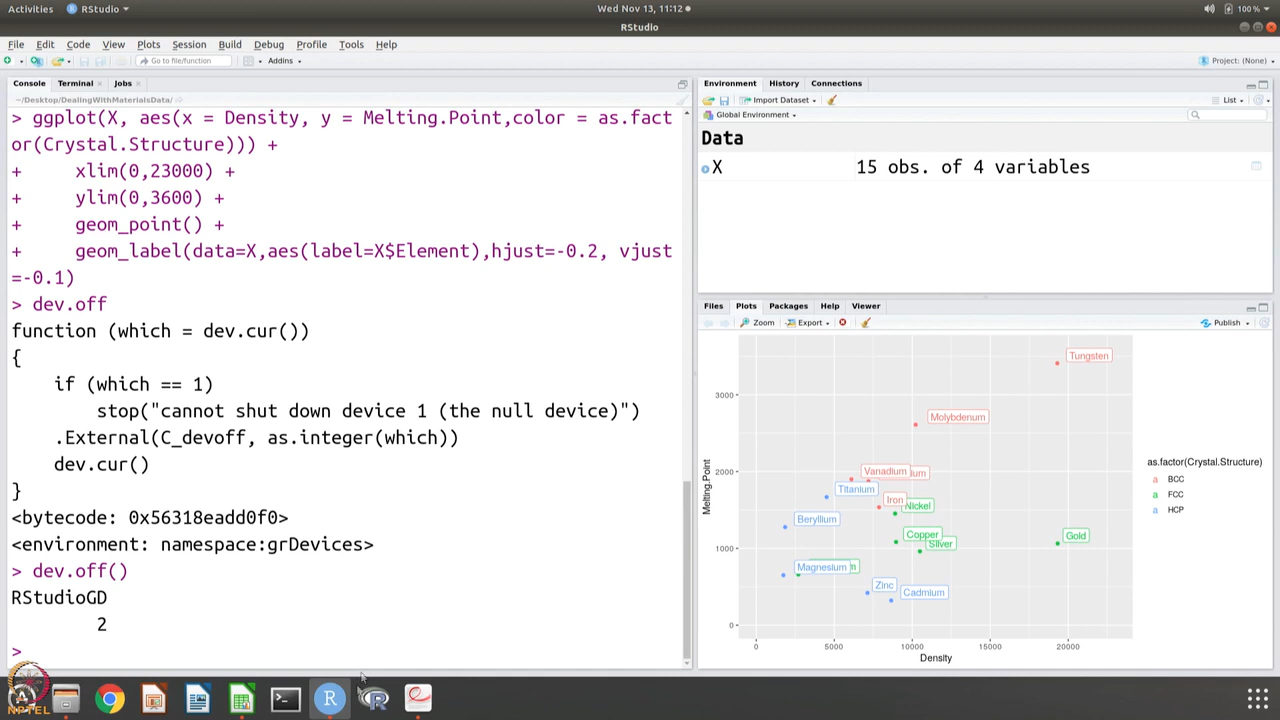 Activities
RStudio
Wed Nov 13, 11:12
100 %
RStudio
File Edit Code View Plots Session Build Debug Profile Tools Help
Go to file/function
Addins
Project: (None)
Console Terminal Jobs
~/Desktop/DealingWithMaterialsData/
> ggplot(X, aes(x = Density, y = Melting.Point,color = as.fact
or(Crystal.Structure))) +
+ xlim(0,23000) +
+ ylim(0,3600) +
+ geom_point() +
+ geom_label(data=X,aes(label=X$Element),hjust=-0.2, vjust
=-0.1)
> dev.off
function (which = dev.cur())
{
if (which == 1)
stop("cannot shut down device 1 (the null device)")
.External(C_devoff, as.integer(which))
dev.cur()
}
<bytecode: 0x56318eadd0f0>
<environment: namespace:grDevices>
> dev.off()
RStudioGD
2
>
Environment History Connections
Import Dataset
List
Global Environment
Data
X 15 obs. of 4 variables
Files Plots Packages Help Viewer
Zoom Export Publish
Tungsten
3000
Molybdenum
2000
Vanadium
Titanium
Iron
Nickel
Beryllium
Copper
Silver
Gold
1000
Magnesium
Zinc
Cadmium
0
0 5000 10000 15000 20000
Density
Melting.Point
as.factor(Crystal.Structure)
a BCC
a FCC
a HCP
NPTEL